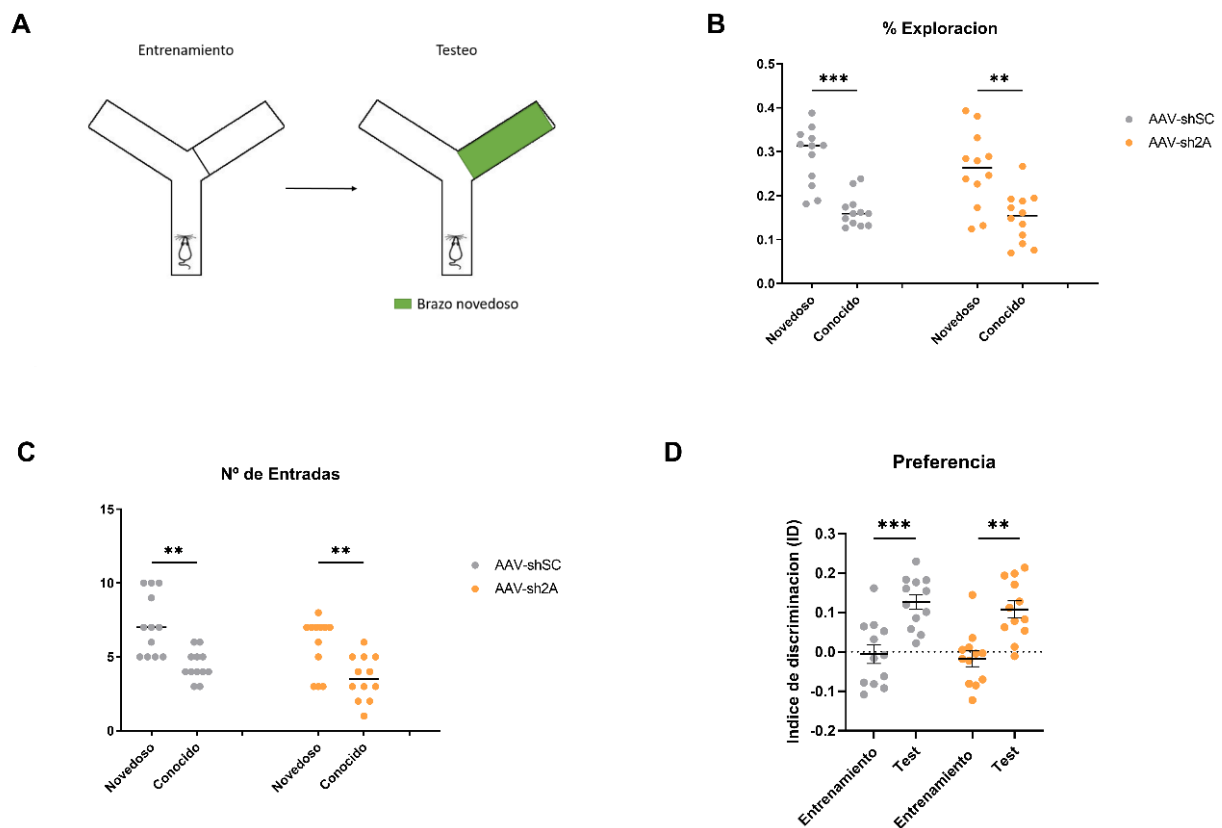 A
Entrenamiento
Testeo
Brazo novedoso
B
% Exploracion
0.5
0.4
0.3
0.2
0.1
0.0
***
**
Novedoso
Conocido
Novedoso
Conocido
AAV-shSC
AAV-sh2A
C
Nº de Entradas
15
10
5
0
**
**
Novedoso
Conocido
Novedoso
Conocido
AAV-shSC
AAV-sh2A
D
Preferencia
Indice de discriminacion (ID)
0.3
0.2
0.1
0.0
-0.1
-0.2
***
**
Entrenamiento
Test
Entrenamiento
Test